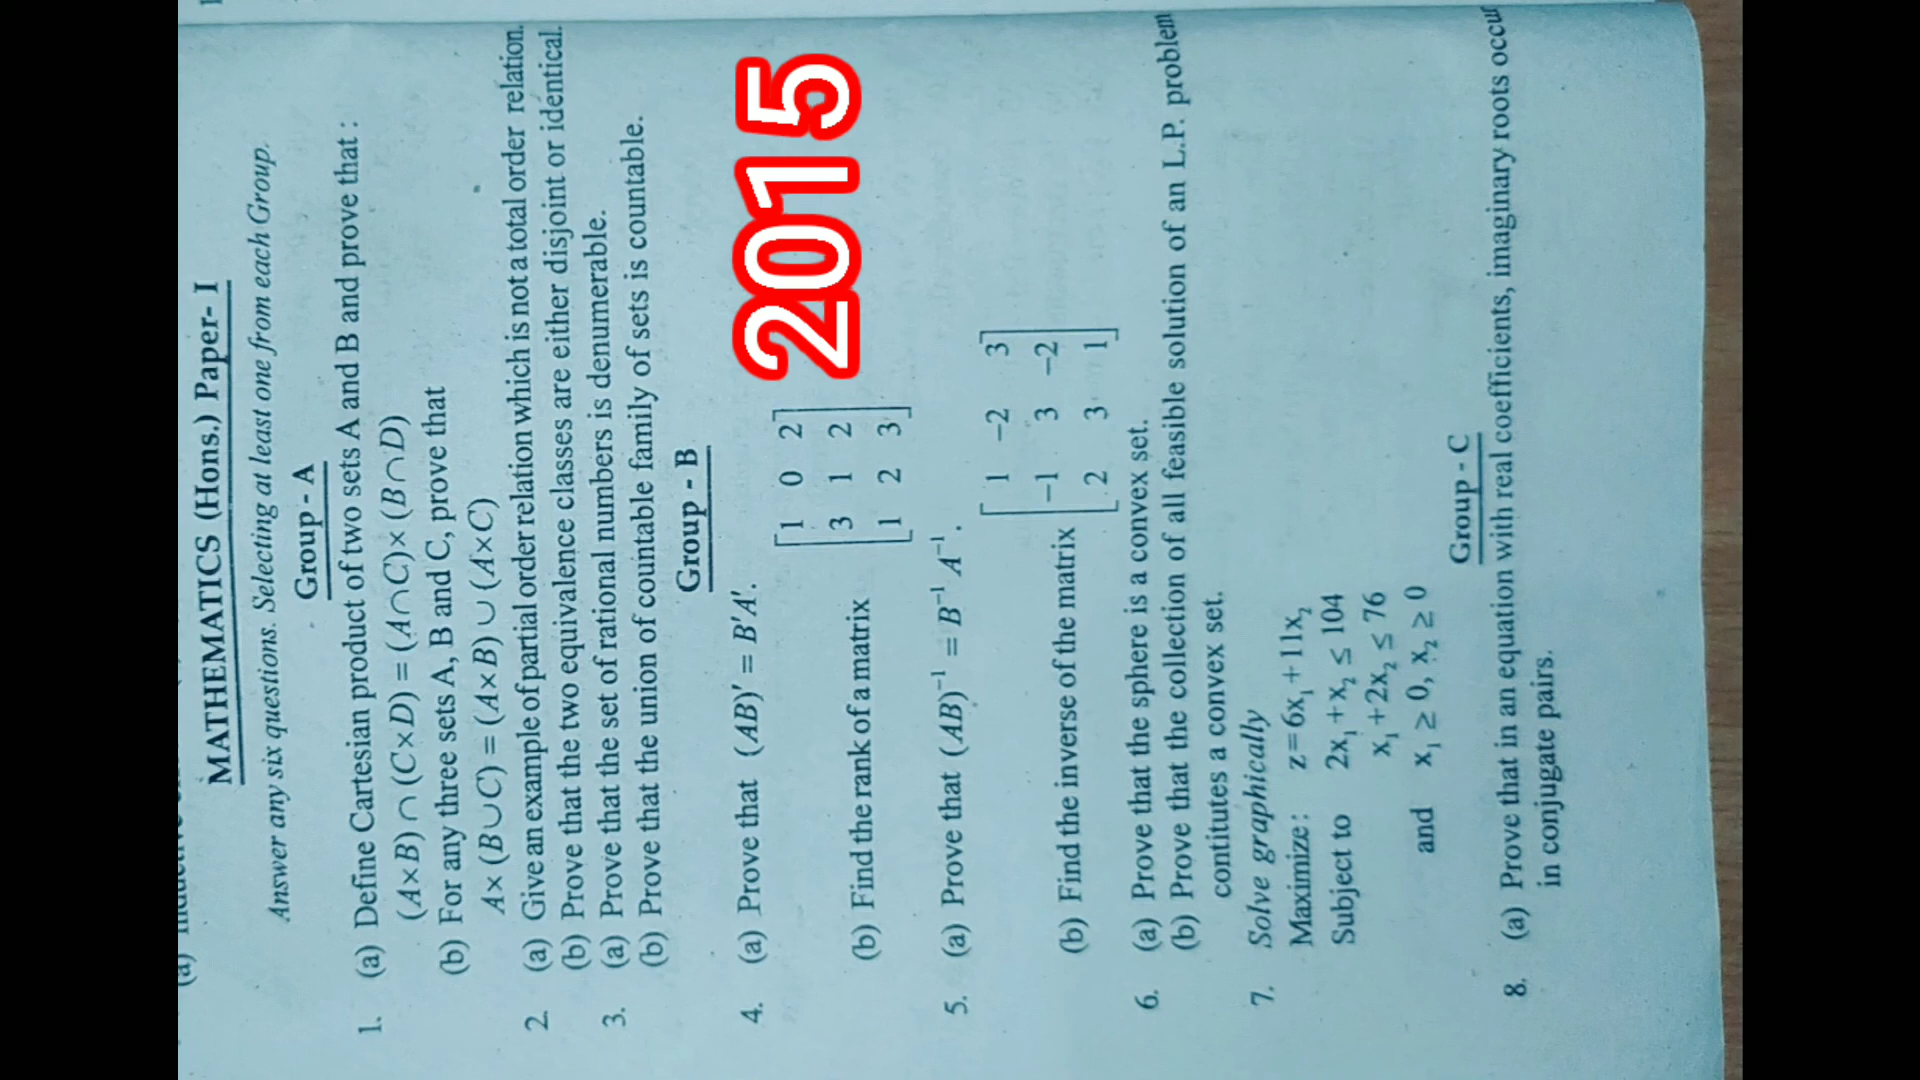 MATHEMATICS (Hons.) Paper- I
Answer any six questions. Selecting at least one from each Group.
Group - A
1. (a) Define Cartesian product of two sets A and B and prove that :
(A×B)∩(C×D) = (A∩C)×(B∩D)
(b) For any three sets A, B and C, prove that
A×(B∪C) = (A×B)∪(A×C)
2. (a) Give an example of partial order relation which is not a total order relation.
(b) Prove that the two equivalence classes are either disjoint or identical.
3. (a) Prove that the set of rational numbers is denumerable.
(b) Prove that the union of countable family of sets is countable.
Group - B
4. (a) Prove that (AB)′ = B′A′.
1 0 2
(b) Find the rank of a matrix 3 1 2
1 2 3
2015
5. (a) Prove that (AB)⁻¹ = B⁻¹A⁻¹.
1 -2 3
(b) Find the inverse of the matrix -1 3 -2
2 3 1
6. (a) Prove that the sphere is a convex set.
(b) Prove that the collection of all feasible solution of an L.P. problem
contitutes a convex set.
7. Solve graphically
Maximize: z=6x₁+11x₂
Subject to 2x₁+x₂ ≤ 104
x₁+2x₂ ≤ 76
and x₁ ≥ 0, x₂ ≥ 0
Group - C
8. (a) Prove that in an equation with real coefficients, imaginary roots occur
in conjugate pairs.